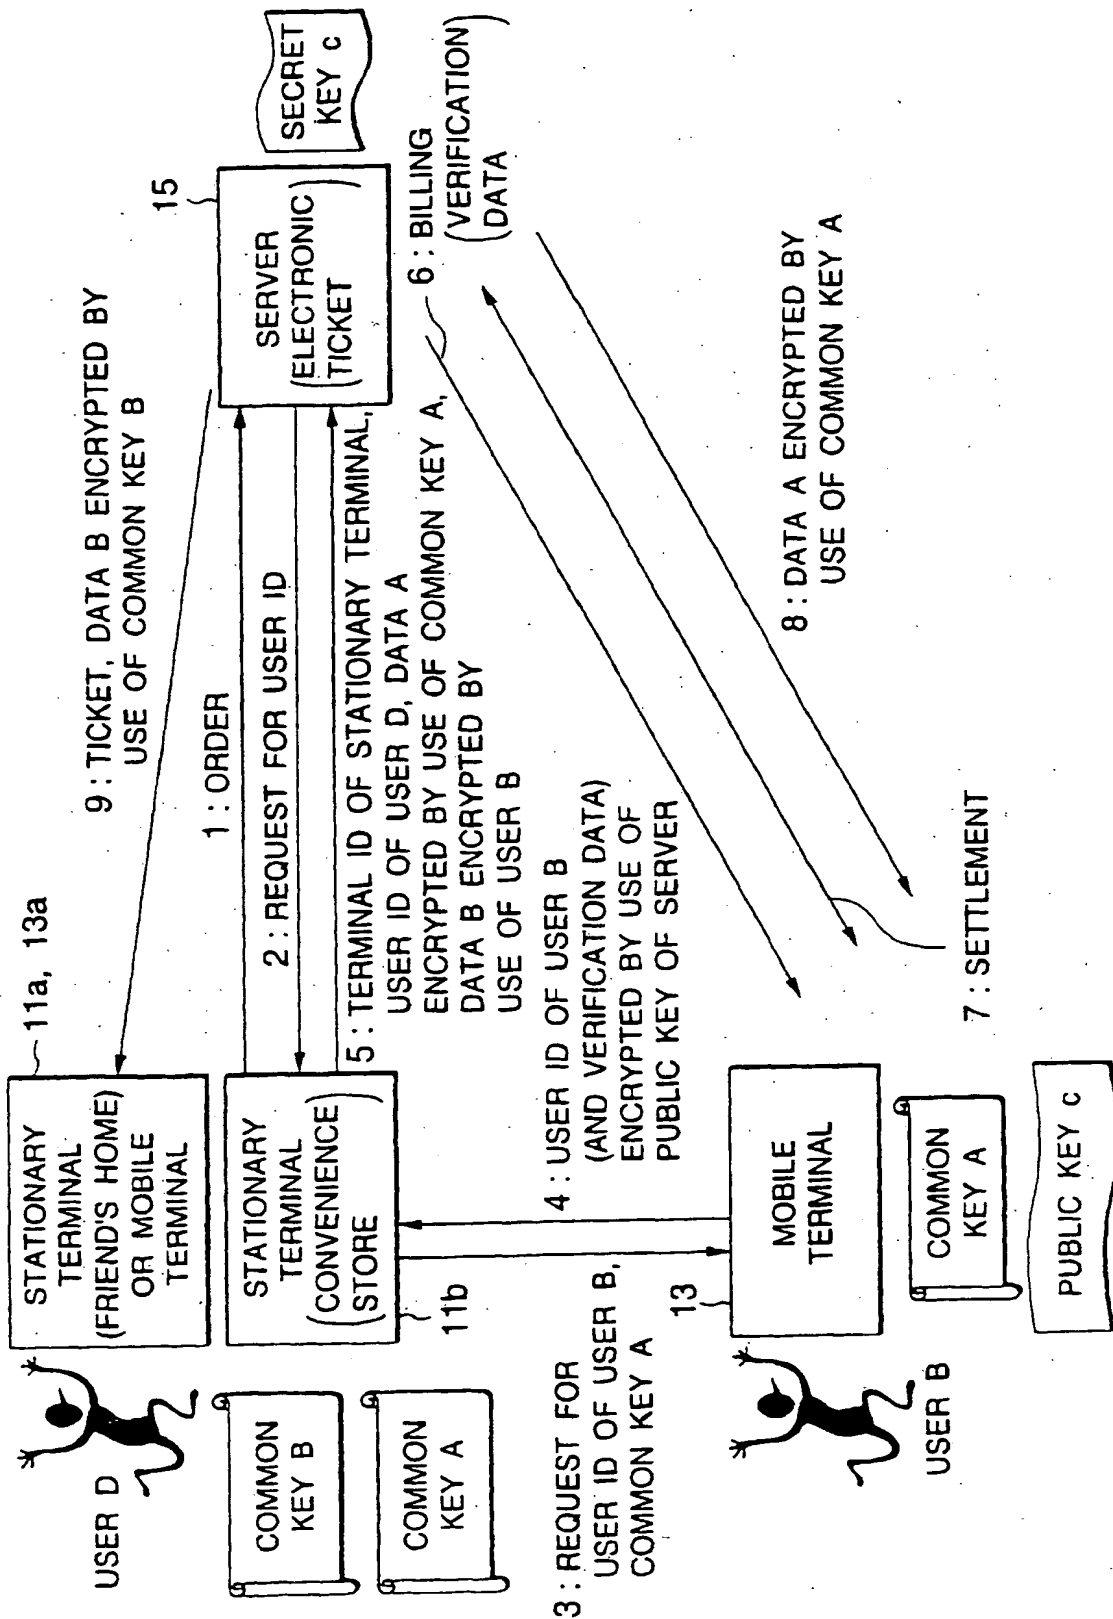 USER D
STATIONARY
TERMINAL
(FRIEND'S HOME)
OR MOBILE
TERMINAL
11a, 13a
9 : TICKET, DATA B ENCRYPTED BY
USE OF COMMON KEY B
15
SERVER
(ELECTRONIC
TICKET)
SECRET
KEY c
1 : ORDER
2 : REQUEST FOR USER ID
COMMON
KEY B
COMMON
KEY A
STATIONARY
TERMINAL
(CONVENIENCE
STORE)
11b
5 : TERMINAL ID OF STATIONARY TERMINAL,
USER ID OF USER D, DATA A
ENCRYPTED BY USE OF COMMON KEY A,
DATA B ENCRYPTED BY
USE OF USER B
6 : BILLING
(VERIFICATION
DATA)
3 : REQUEST FOR
USER ID OF USER B,
COMMON KEY A
4 : USER ID OF USER B
(AND VERIFICATION DATA)
ENCRYPTED BY USE OF
PUBLIC KEY OF SERVER
8 : DATA A ENCRYPTED BY
USE OF COMMON KEY A
13
MOBILE
TERMINAL
USER B
COMMON
KEY A
PUBLIC KEY c
7 : SETTLEMENT